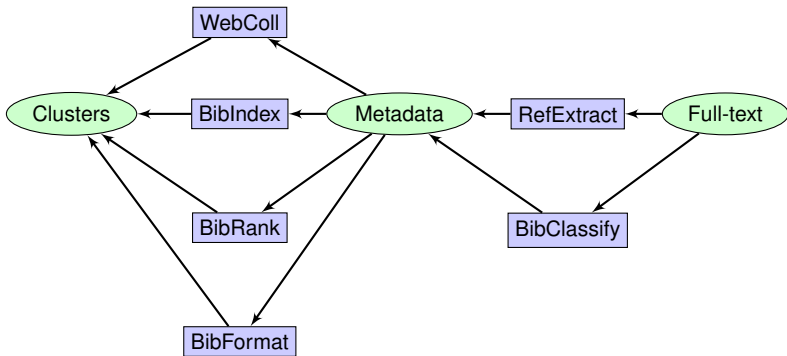 WebColl
Clusters
BibIndex
Metadata
RefExtract
Full-text
BibRank
BibClassify
BibFormat